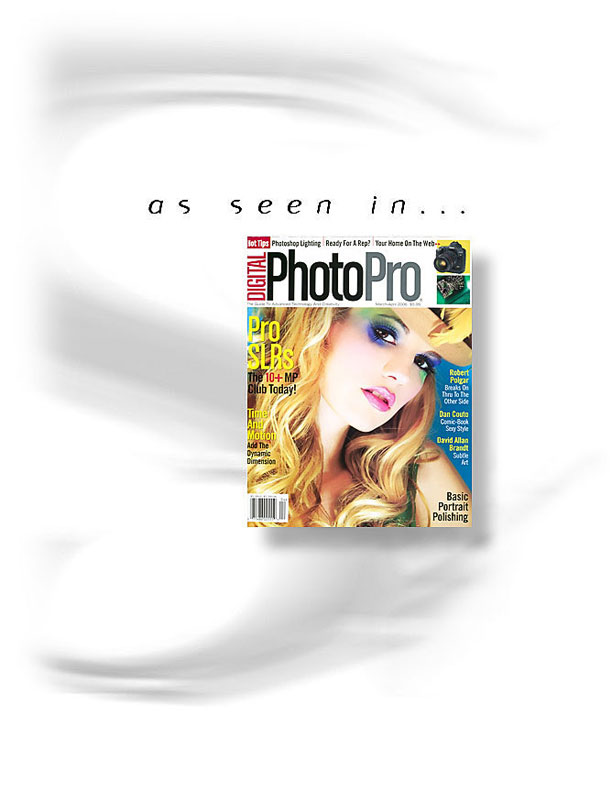 as seen in...
Hot Tips Photoshop Lighting Ready For A Rep? Your Home On The Web
DIGITAL
PhotoPro
Pro
SLRs
The 10+ MP
Club Today!
Time
And
Motion
Add The
Dynamic
Dimension
Robert
Polgar
Breaks On
Thru To The
Other Side
Dan Couto
Comic-Book
Sexy Style
David Allan
Brandt
Subtle
Art
Basic
Portrait
Polishing